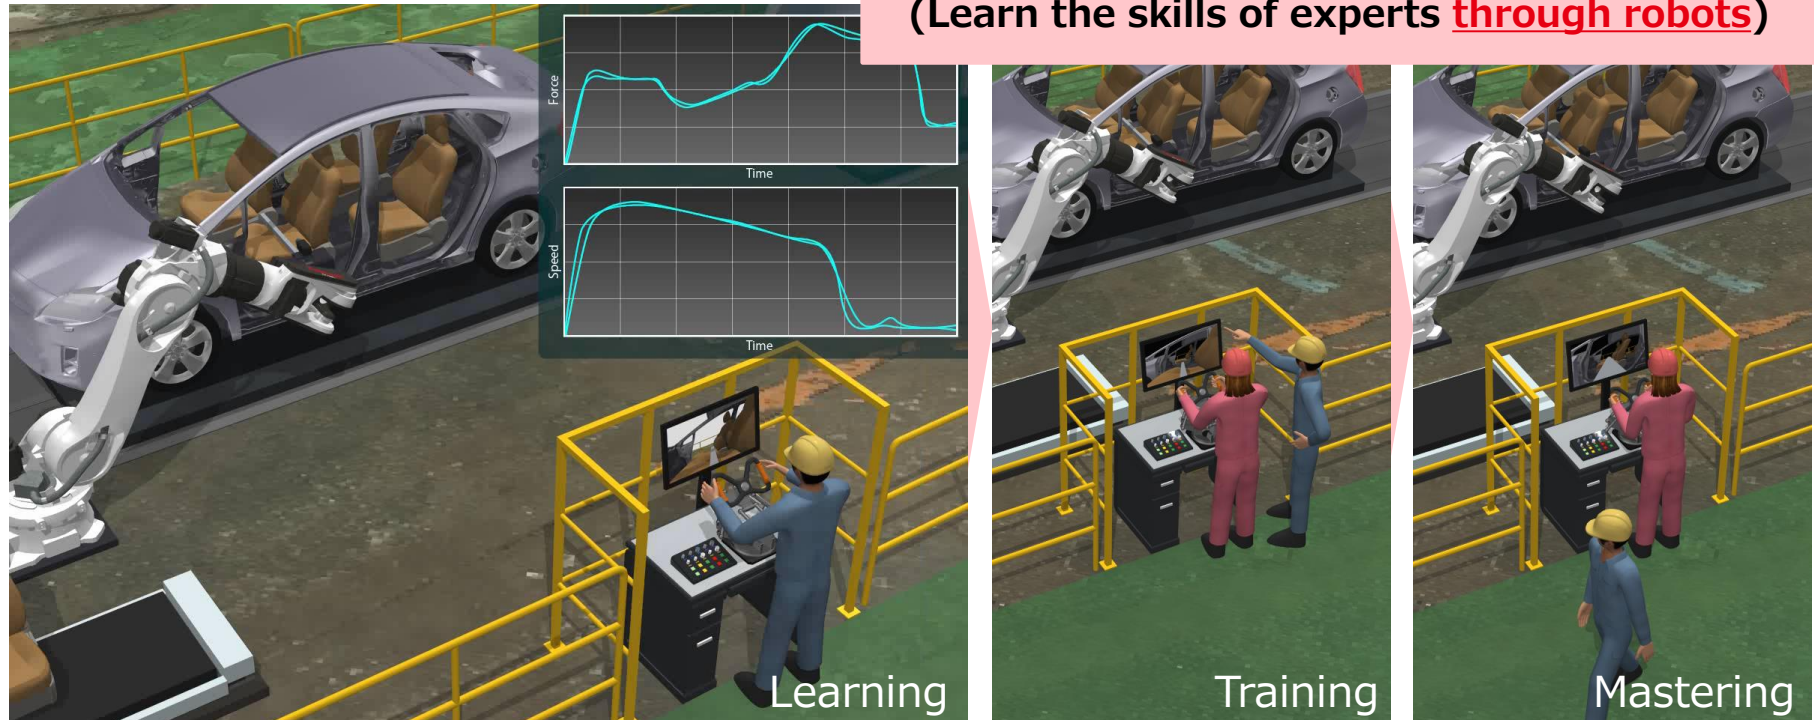 (Learn the skills of experts through robots)
Force
Time
Speed
Time
Learning
Training
Mastering